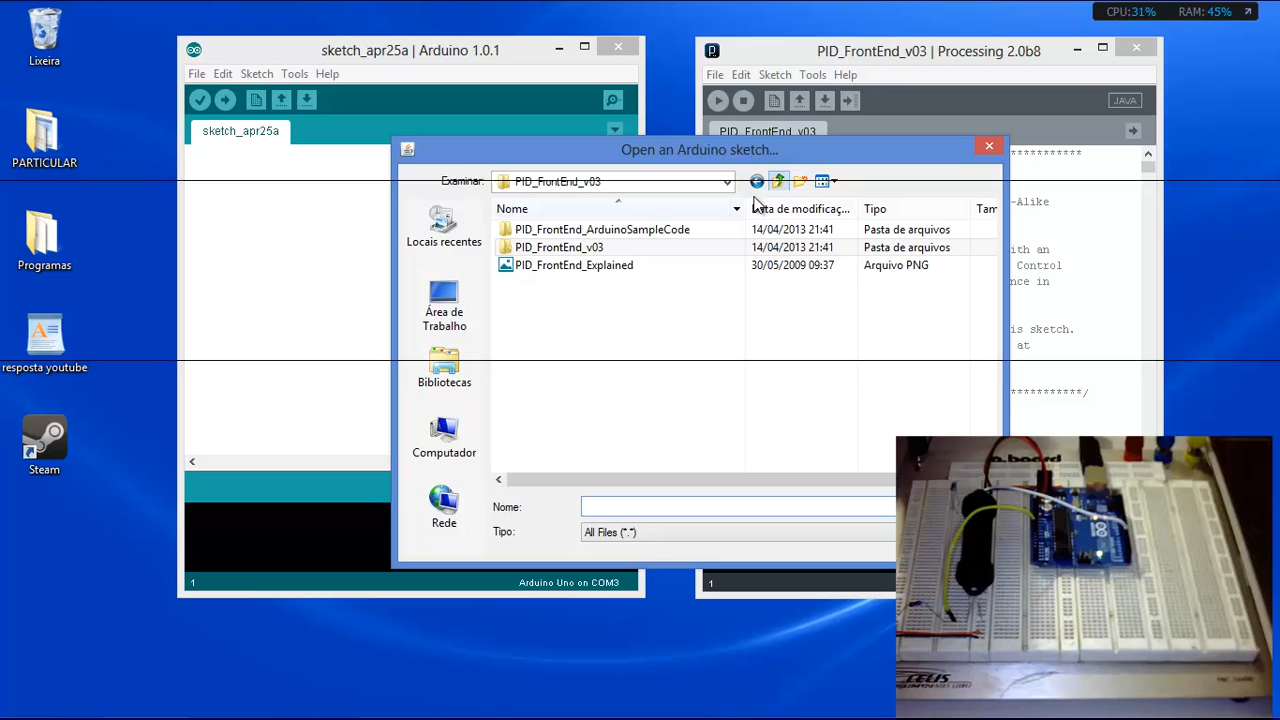 CPU:31% RAM: 45%
Lixeira
PARTICULAR
Programas
resposta youtube
Steam
sketch_apr25a | Arduino 1.0.1
File Edit Sketch Tools Help
sketch_apr25a
1
Arduino Uno on COM3
PID_FrontEnd_v03 | Processing 2.0b8
File Edit Sketch Tools Help
JAVA
PID_FrontEnd_v03
***********
-Alike
with an
Control
nce in
is sketch.
at
***********/
1
Open an Arduino sketch...
Examinar: PID_FrontEnd_v03
Locais recentes
Área de Trabalho
Bibliotecas
Computador
Rede
Nome Data de modificaç... Tipo Tam
PID_FrontEnd_ArduinoSampleCode 14/04/2013 21:41 Pasta de arquivos
PID_FrontEnd_v03 14/04/2013 21:41 Pasta de arquivos
PID_FrontEnd_Explained 30/05/2009 09:37 Arquivo PNG
Nome:
Tipo: All Files (*.*)